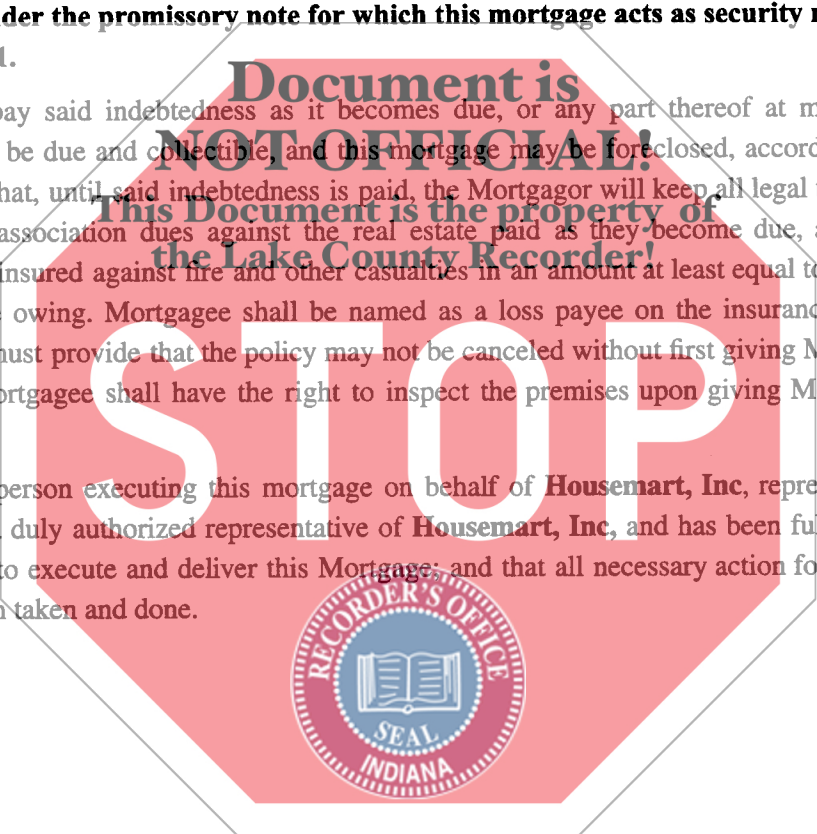 der the promissory note for which this mortgage acts as security
1.
Document is
pay said indebtedness as it becomes due, or any part thereof at m
NOT OFFICIAL!
be due and collectible, and this mortgage may be foreclosed, accord
hat, until said indebtedness is paid, the Mortgagor will keep all legal
This Document is the property of
association dues against the real estate paid as they become due, a
the Lake County Recorder!
insured against fire and other casualties in an amount at least equal to
owing. Mortgagee shall be named as a loss payee on the insuranc
must provide that the policy may not be canceled without first giving M
ortgagee shall have the right to inspect the premises upon giving M
STOP
person executing this mortgage on behalf of Housemart, Inc, repre
duly authorized representative of Housemart, Inc, and has been fu
to execute and deliver this Mortgage; and that all necessary action fo
n taken and done.
RECORDER'S OFFICE
SEAL
INDIANA